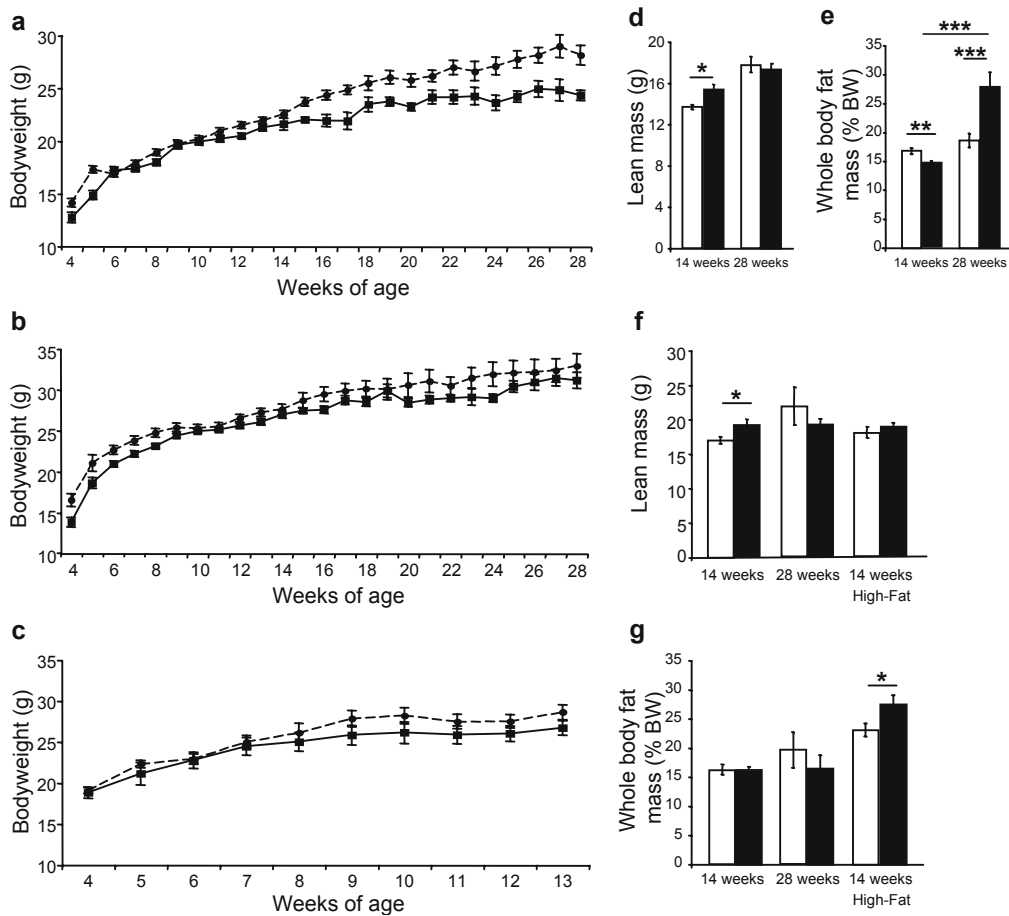 a
Bodyweight (g)
30
25
20
15
10
4 6 8 10 12 14 16 18 20 22 24 26 28
Weeks of age
b
Bodyweight (g)
35
30
25
20
15
10
4 6 8 10 12 14 16 18 20 22 24 26 28
Weeks of age
c
Bodyweight (g)
35
30
25
20
15
10
4 5 6 7 8 9 10 11 12 13
Weeks of age
d
Lean mass (g)
20
16
12
8
4
0
*
14 weeks 28 weeks
e
Whole body fat
mass (% BW)
35
30
25
20
15
10
5
0
***
***
**
14 weeks 28 weeks
f
Lean mass (g)
30
25
20
15
10
5
0
*
14 weeks 28 weeks 14 weeks
High-Fat
g
Whole body fat
mass (% BW)
35
30
25
20
15
10
5
0
*
14 weeks 28 weeks 14 weeks
High-Fat